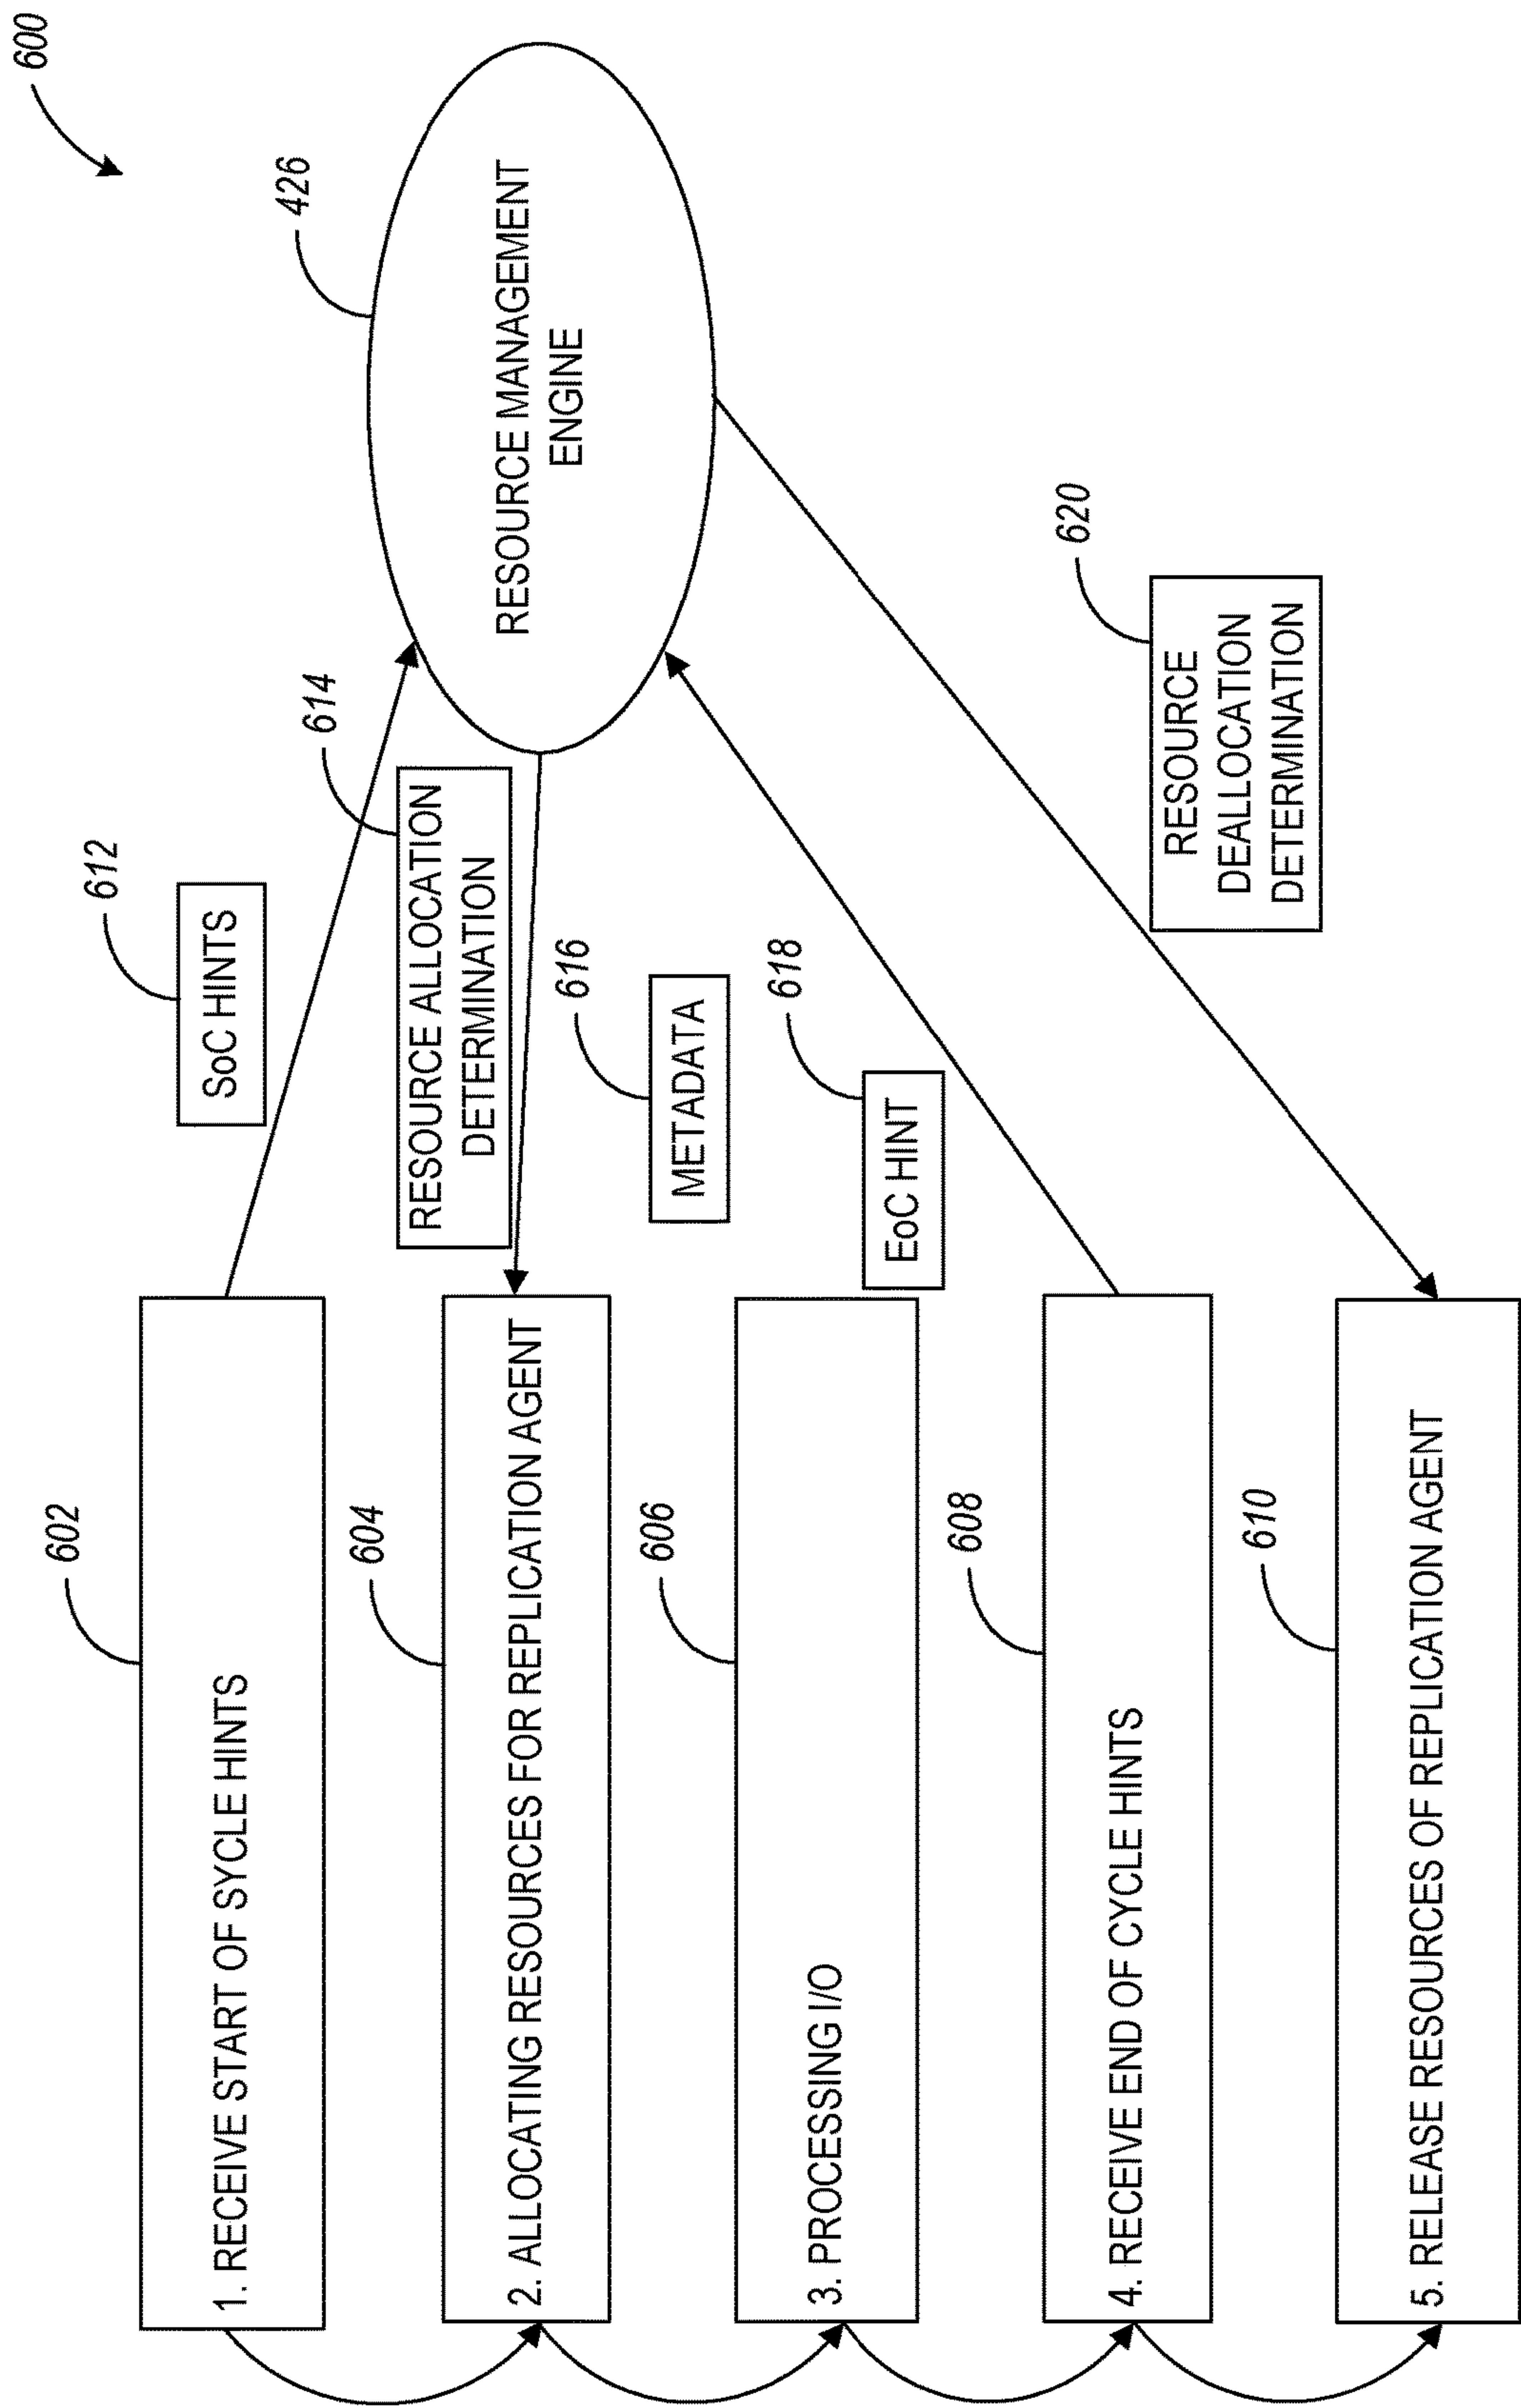 600
602
1. RECEIVE START OF SYCLE HINTS
612
SoC HINTS
426
RESOURCE MANAGEMENT
ENGINE
614
RESOURCE ALLOCATION
DETERMINATION
604
2. ALLOCATING RESOURCES FOR REPLICATION AGENT
616
METADATA
606
3. PROCESSING I/O
618
EoC HINT
608
4. RECEIVE END OF CYCLE HINTS
620
RESOURCE
DEALLOCATION
DETERMINATION
610
5. RELEASE RESOURCES OF REPLICATION AGENT